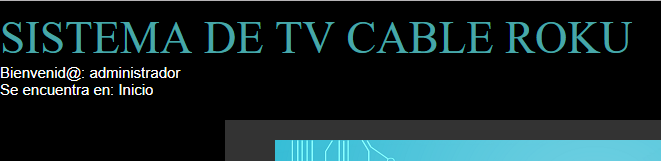 SISTEMA DE TV CABLE ROKU
Bienvenid@: administrador
Se encuentra en: Inicio